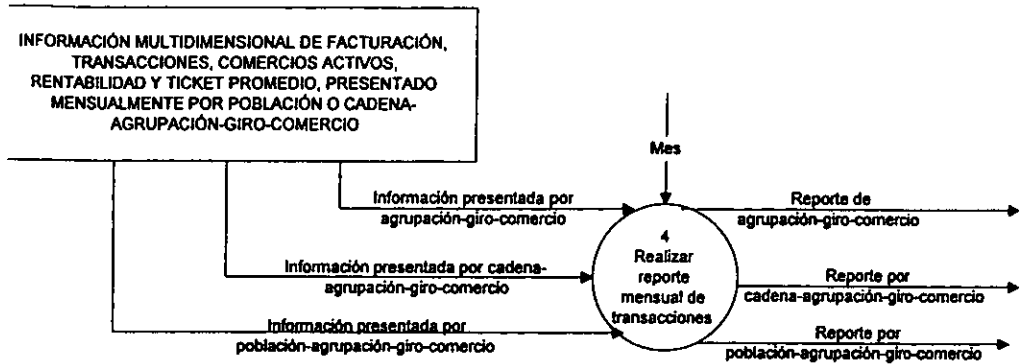 INFORMACIÓN MULTIDIMENSIONAL DE FACTURACIÓN,
TRANSACCIONES, COMERCIOS ACTIVOS,
RENTABILIDAD Y TICKET PROMEDIO, PRESENTADO
MENSUALMENTE POR POBLACIÓN O CADENA-
AGRUPACIÓN-GIRO-COMERCIO
Mes
Información presentada por
agrupación-giro-comercio
Información presentada por cadena-
agrupación-giro-comercio
Información presentada por
población-agrupación-giro-comercio
4
Realizar
reporte
mensual de
transacciones
Reporte de
agrupación-giro-comercio
Reporte por
cadena-agrupación-giro-comercio
Reporte por
población-agrupación-giro-comercio